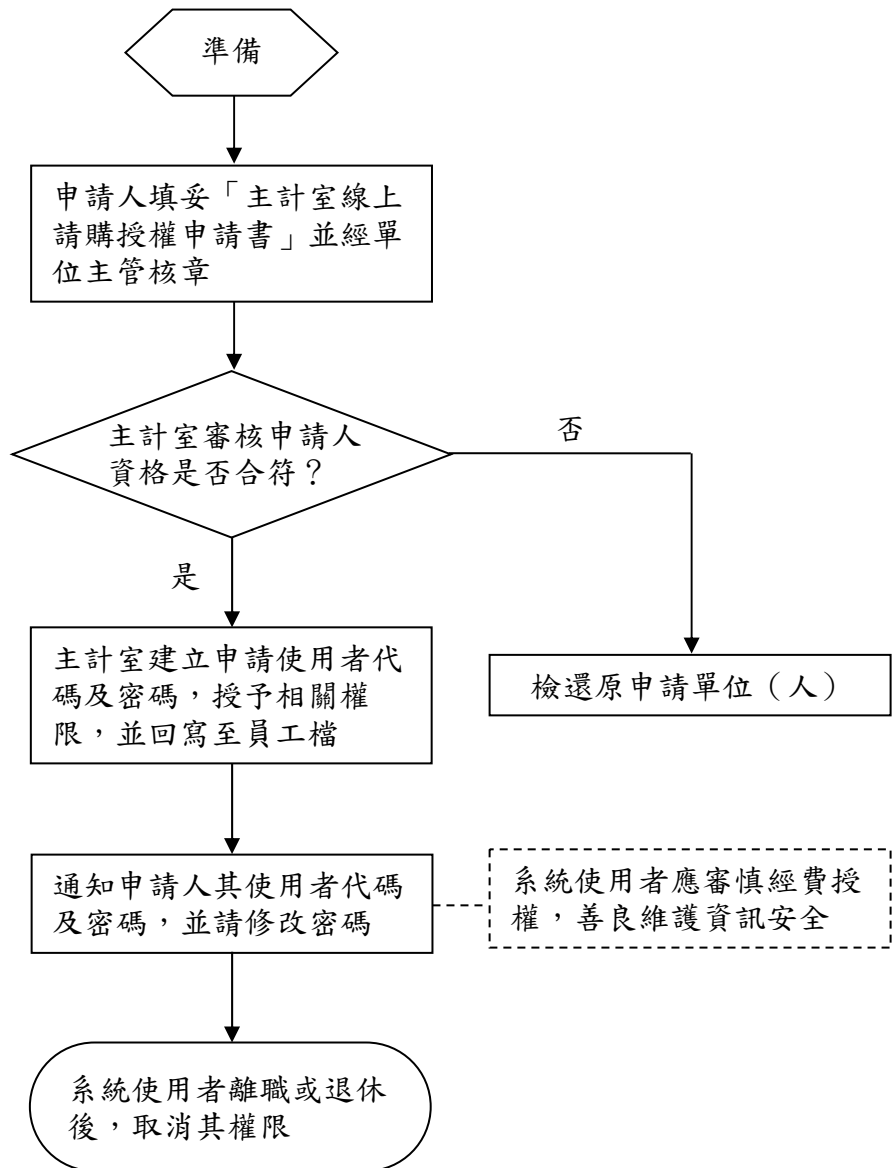 準備
申請人填妥「主計室線上
請購授權申請書」並經單
位主管核章
主計室審核申請人
資格是否合符？
否
是
主計室建立申請使用者代
碼及密碼，授予相關權
限，並回寫至員工檔
檢還原申請單位（人）
通知申請人其使用者代碼
及密碼，並請修改密碼
系統使用者應審慎經費授
權，善良維護資訊安全
系統使用者離職或退休
後，取消其權限